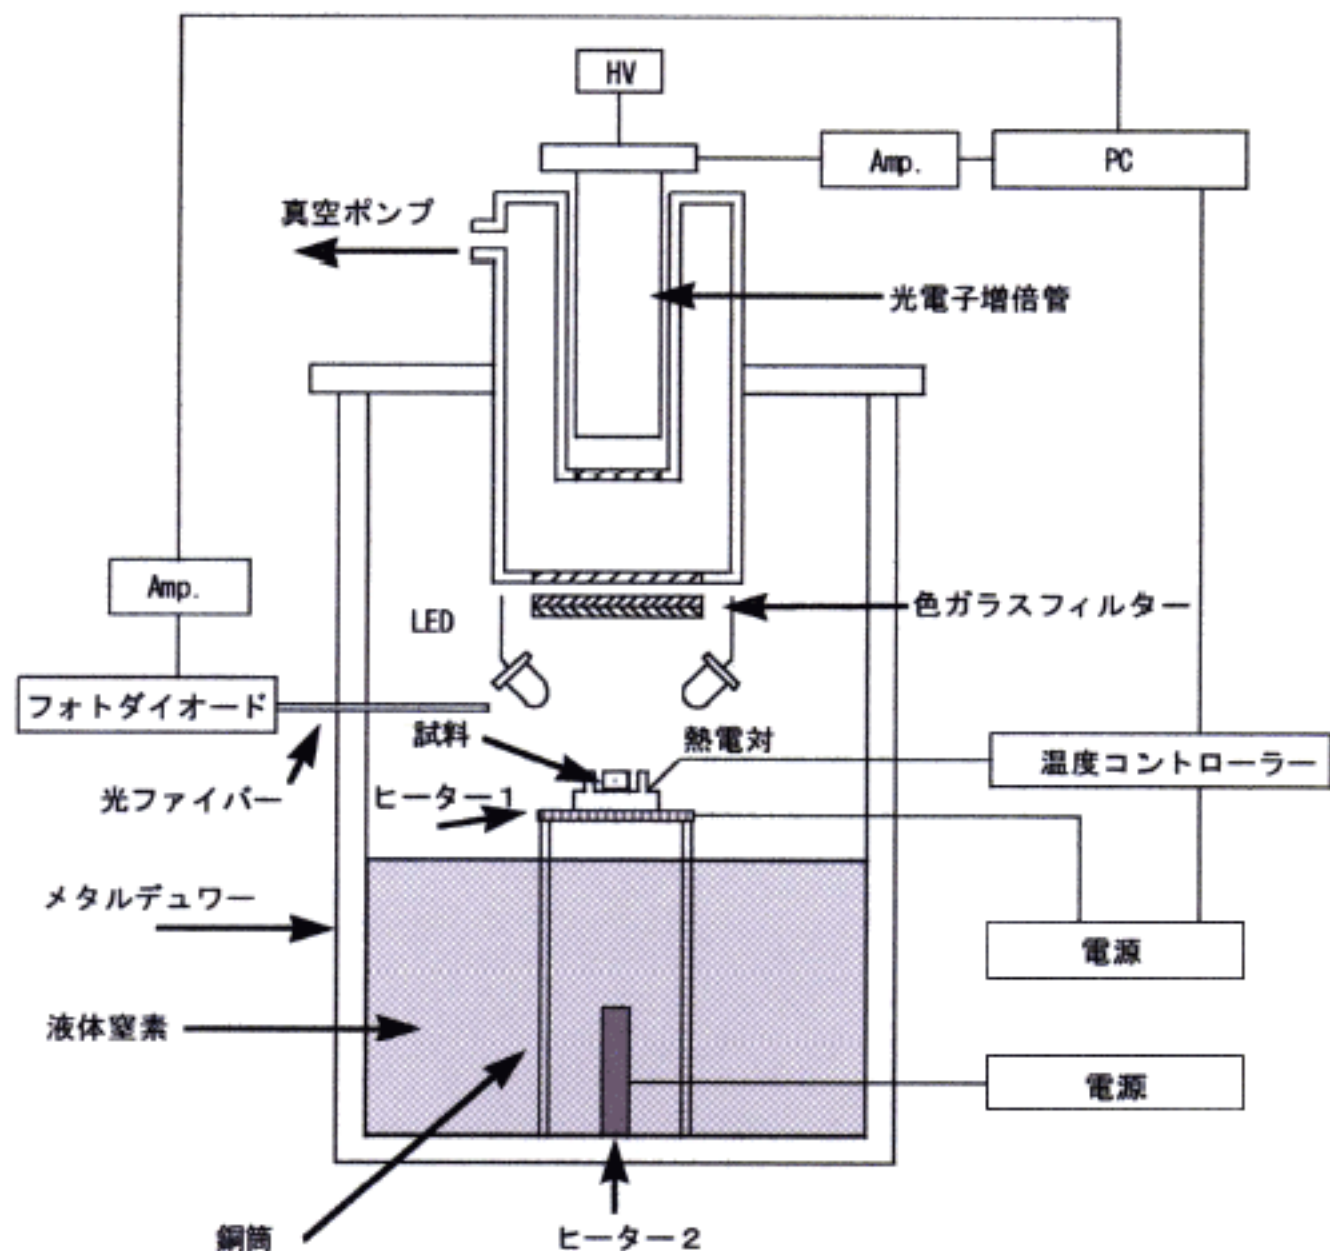 HV
Amp.
PC
真空ポンプ
光電子増倍管
Amp.
LED
色ガラスフィルター
フォトダイオード
試料
熱電対
温度コントローラー
光ファイバー
ヒーター1
メタルデュワー
電源
液体窒素
電源
銅筒
ヒーター2